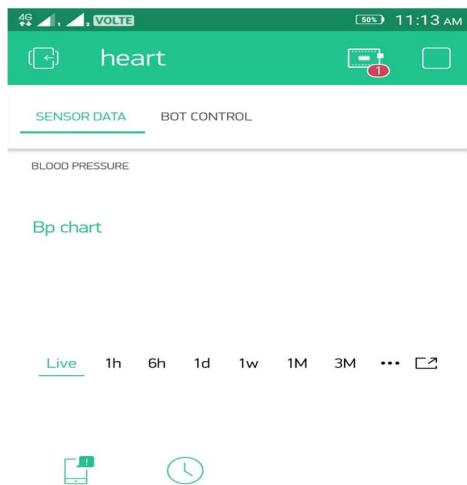 4G VOLTE 50% 11:13 AM
heart 1
SENSOR DATA BOT CONTROL
BLOOD PRESSURE
Bp chart
Live 1h 6h 1d 1w 1M 3M •••
!